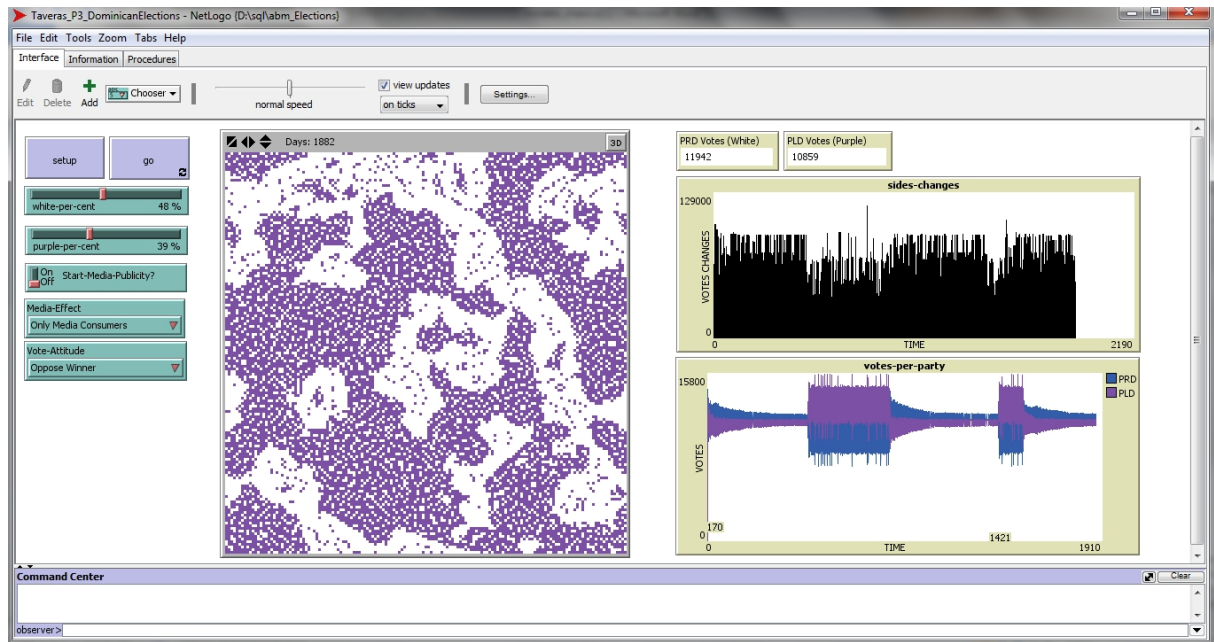 Taveras_P3_DominicanElections - NetLogo {D:\sql\abm_Elections}
File Edit Tools Zoom Tabs Help
Interface Information Procedures
Edit Delete Add Chooser normal speed view updates on ticks Settings...
setup go
white-per-cent 48 %
purple-per-cent 39 %
On Off Start-Media-Publicity?
Media-Effect
Only Media Consumers
Vote-Attitude
Oppose Winner
Days: 1882 3D
PRD Votes (White)
11942
PLD Votes (Purple)
10859
sides-changes
129000
VOTES CHANGES
0
0 TIME 2190
votes-per-party
15800
PRD
PLD
VOTES
170
1421
0
0 TIME 1910
Command Center Clear
observer>